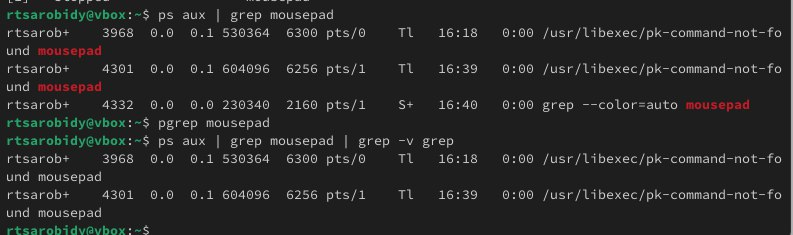 rtsarobidy@vbox:~$ ps aux | grep mousepad
rtsarob+    3968  0.0  0.1 530364  6300 pts/0    Tl   16:18   0:00 /usr/libexec/pk-command-not-fo
und mousepad
rtsarob+    4301  0.0  0.1 604096  6256 pts/1    Tl   16:39   0:00 /usr/libexec/pk-command-not-fo
und mousepad
rtsarob+    4332  0.0  0.0 230340  2160 pts/1    S+   16:40   0:00 grep --color=auto mousepad
rtsarobidy@vbox:~$ pgrep mousepad
rtsarobidy@vbox:~$ ps aux | grep mousepad | grep -v grep
rtsarob+    3968  0.0  0.1 530364  6300 pts/0    Tl   16:18   0:00 /usr/libexec/pk-command-not-fo
und mousepad
rtsarob+    4301  0.0  0.1 604096  6256 pts/1    Tl   16:39   0:00 /usr/libexec/pk-command-not-fo
und mousepad
rtsarobidy@vbox:~$